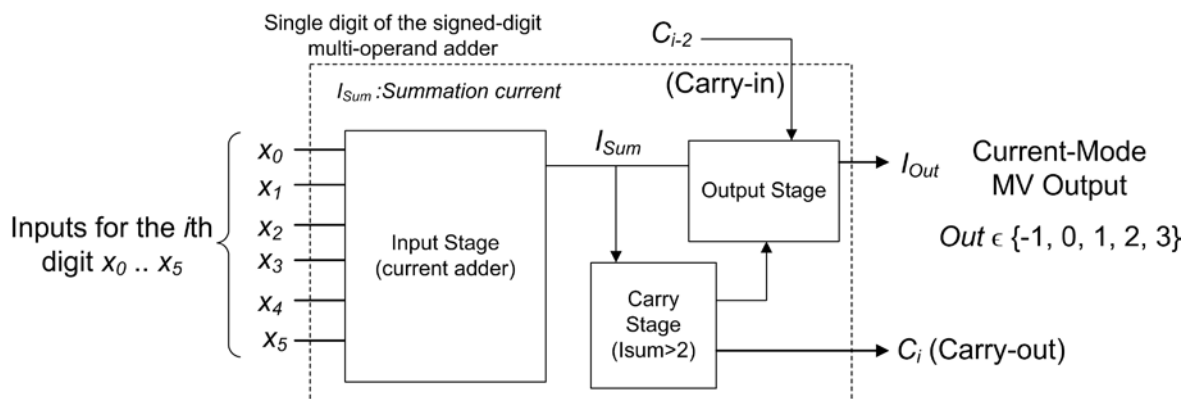 Single digit of the signed-digit
multi-operand adder
C_{i-2}
(Carry-in)
I_{Sum} :Summation current
Inputs for the ith
digit x_0 .. x_5
x_0
x_1
x_2
x_3
x_4
x_5
Input Stage
(current adder)
I_{Sum}
Output Stage
I_{Out}
Current-Mode
MV Output
Out ϵ {-1, 0, 1, 2, 3}
Carry
Stage
(Isum>2)
C_i (Carry-out)